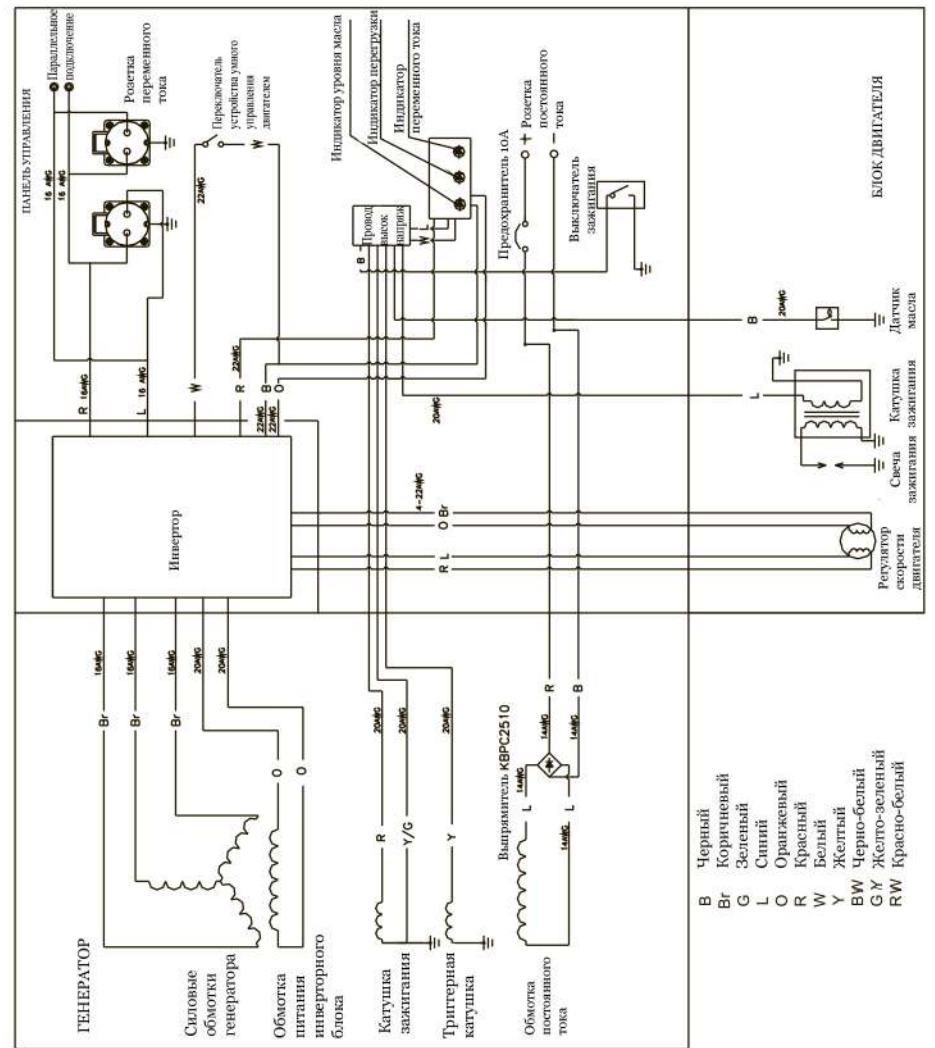 ПАНЕЛЬ УПРАВЛЕНИЯ
Параллельное
подключение
16 AWG
16 AWG
Розетка
переменного
тока
Переключатель
устройства умного
управления
двигателем
22AWG
W
Индикатор уровня масла
Индикатор перегрузки
Индикатор
переменного тока
Провод
высок
напряж
B
L
W
Предохранитель 10А
+
Розетка
постоянного
тока
−
Выключатель
зажигания
R
16AWG
L
16 AWG
W
R
22AWG
B
22AWG
O
22AWG
Инвертор
20AWG
4-22AWG
O Br
R L
БЛОК ДВИГАТЕЛЯ
B
20AWG
Датчик
масла
L
Катушка
зажигания
Свеча
зажигания
Регулятор
скорости
двигателя
ГЕНЕРАТОР
Br
16AWG
Br
16AWG
Br
16AWG
20AWG
20AWG
O
O
Силовые
обмотки
генератора
Обмотка
питания
инверторного
блока
Катушка
зажигания
R
20AWG
Y/G
20AWG
Триггерная
катушка
Y
20AWG
Выпрямитель KBPC2510
L
14AWG
L
14AWG
R
14AWG
B
14AWG
Обмотка
постоянного
тока
B Черный
Br Коричневый
G Зеленый
L Синий
O Оранжевый
R Красный
W Белый
Y Желтый
BW Черно-белый
G/Y Желто-зеленый
RW Красно-белый